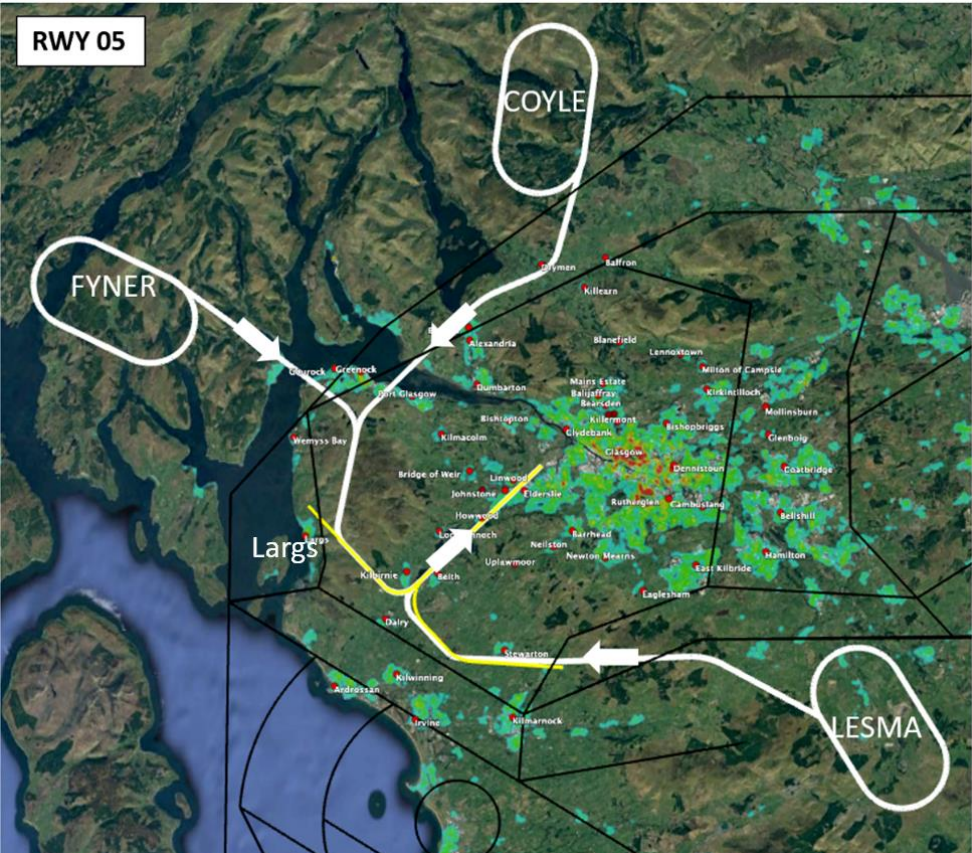 RWY 05
COYLE
FYNER
Drymen
Balfron
Killearn
Alexandria
Blanefield
Lennoxtown
Gourock
Greenock
Milton of Campsie
Port Glasgow
Dumbarton
Mains Estate
Balljaffray
Bearsden
Kirkintilloch
Bishopton
Killermont
Mollinsburn
Clydebank
Bishopbriggs
Wemyss Bay
Kilmacolm
Glenboig
Glasgow
Bridge of Weir
Linwood
Dennistoun
Coatbridge
Johnstone
Elderslie
Rutherglen
Cambuslang
Howwood
Bellshill
Largs
Largs
Lochwinnoch
Barrhead
Neilston
Newton Mearns
Hamilton
Uplawmoor
East Kilbride
Kilbirnie
Beith
Eaglesham
Dalry
Stewarton
Kilwinning
Ardrossan
Irvine
Kilmarnock
LESMA